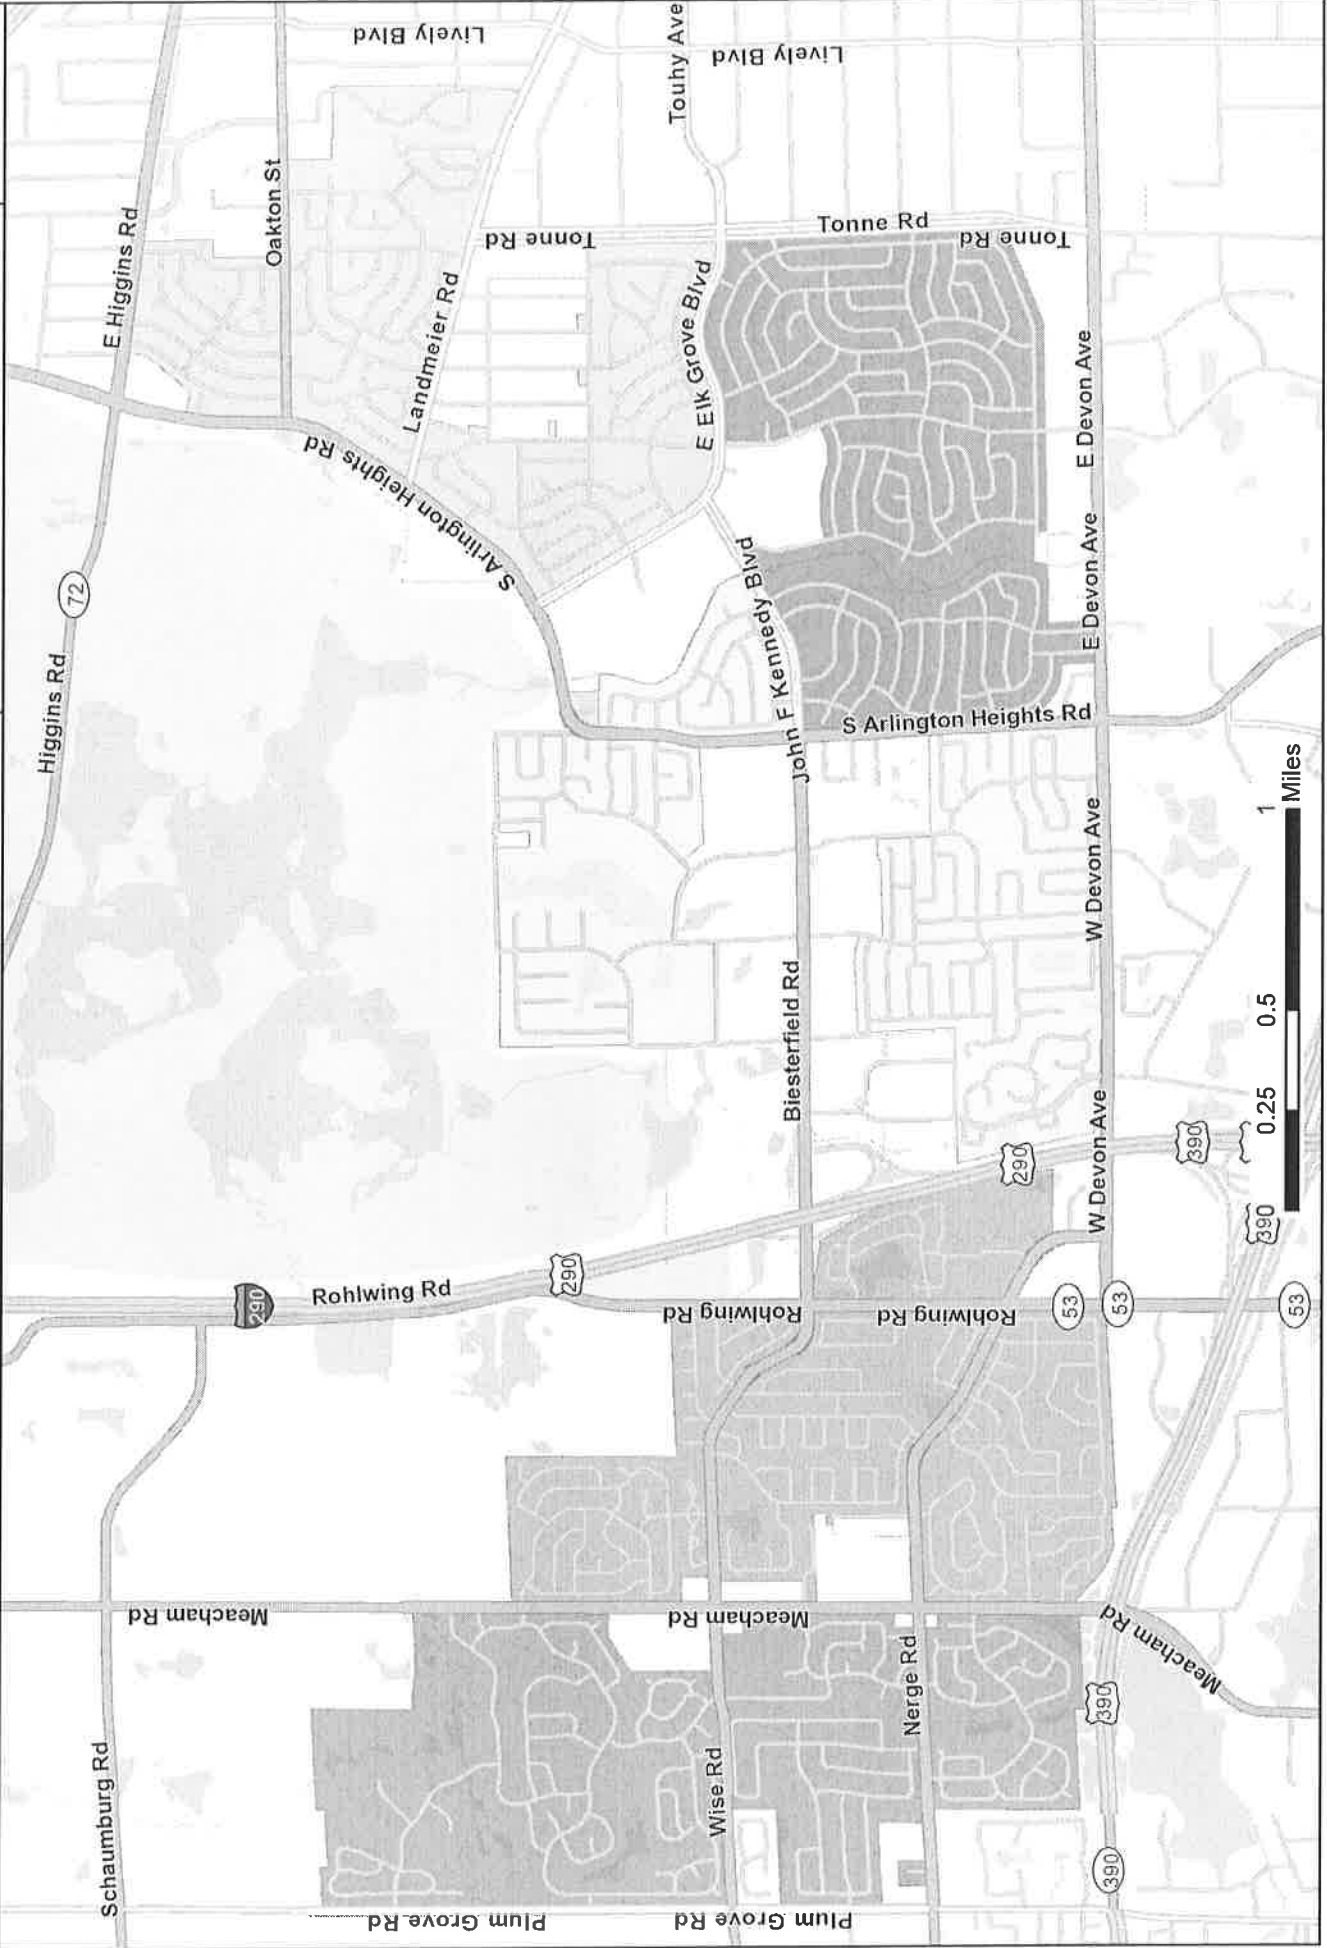 Lively Blvd
Touhy Ave
Lively Blvd
Oakton St
E Higgins Rd
Tonne Rd
Tonne Rd
Tonne Rd
Landmeier Rd
E Elk Grove Blvd
E Devon Ave
S Arlington Heights Rd
72
John F Kennedy Blvd
E Devon Ave
Higgins Rd
S Arlington Heights Rd
W Devon Ave
Biesterfield Rd
W Devon Ave
290
390
390
290
290
Rohlwing Rd
Rohlwing Rd
Rohlwing Rd
53
53
53
Meacham Rd
Meacham Rd
Meacham Rd
Nerge Rd
390
Schaumburg Rd
Wise Rd
390
Plum Grove Rd
Plum Grove Rd
0.25
0.5
1
Miles